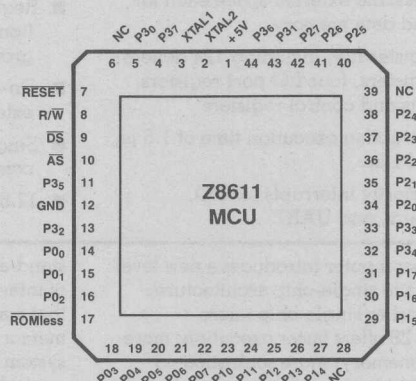 NC P3₀ P3₇ XTAL1 XTAL2 +5V P3₆ P3₁ P2₇ P2₆ P2₅
6 5 4 3 2 1 44 43 42 41 40
R̅E̅S̅E̅T̅ 7 39 NC
R/W̅ 8 38 P2₄
D̅S̅ 9 37 P2₃
A̅S̅ 10 36 P2₂
P3₅ 11 35 P2₁
GND 12 34 P2₀
P3₂ 13 33 P3₃
P0₀ 14 32 P3₄
P0₁ 15 31 P1₇
P0₂ 16 30 P1₆
R̅O̅M̅l̅e̅s̅s̅ 17 29 P1₅
Z8611
MCU
18 19 20 21 22 23 24 25 26 27 28
P0₃ P0₄ P0₅ P0₆ P0₇ P1₀ P1₁ P1₂ P1₃ P1₄ NC